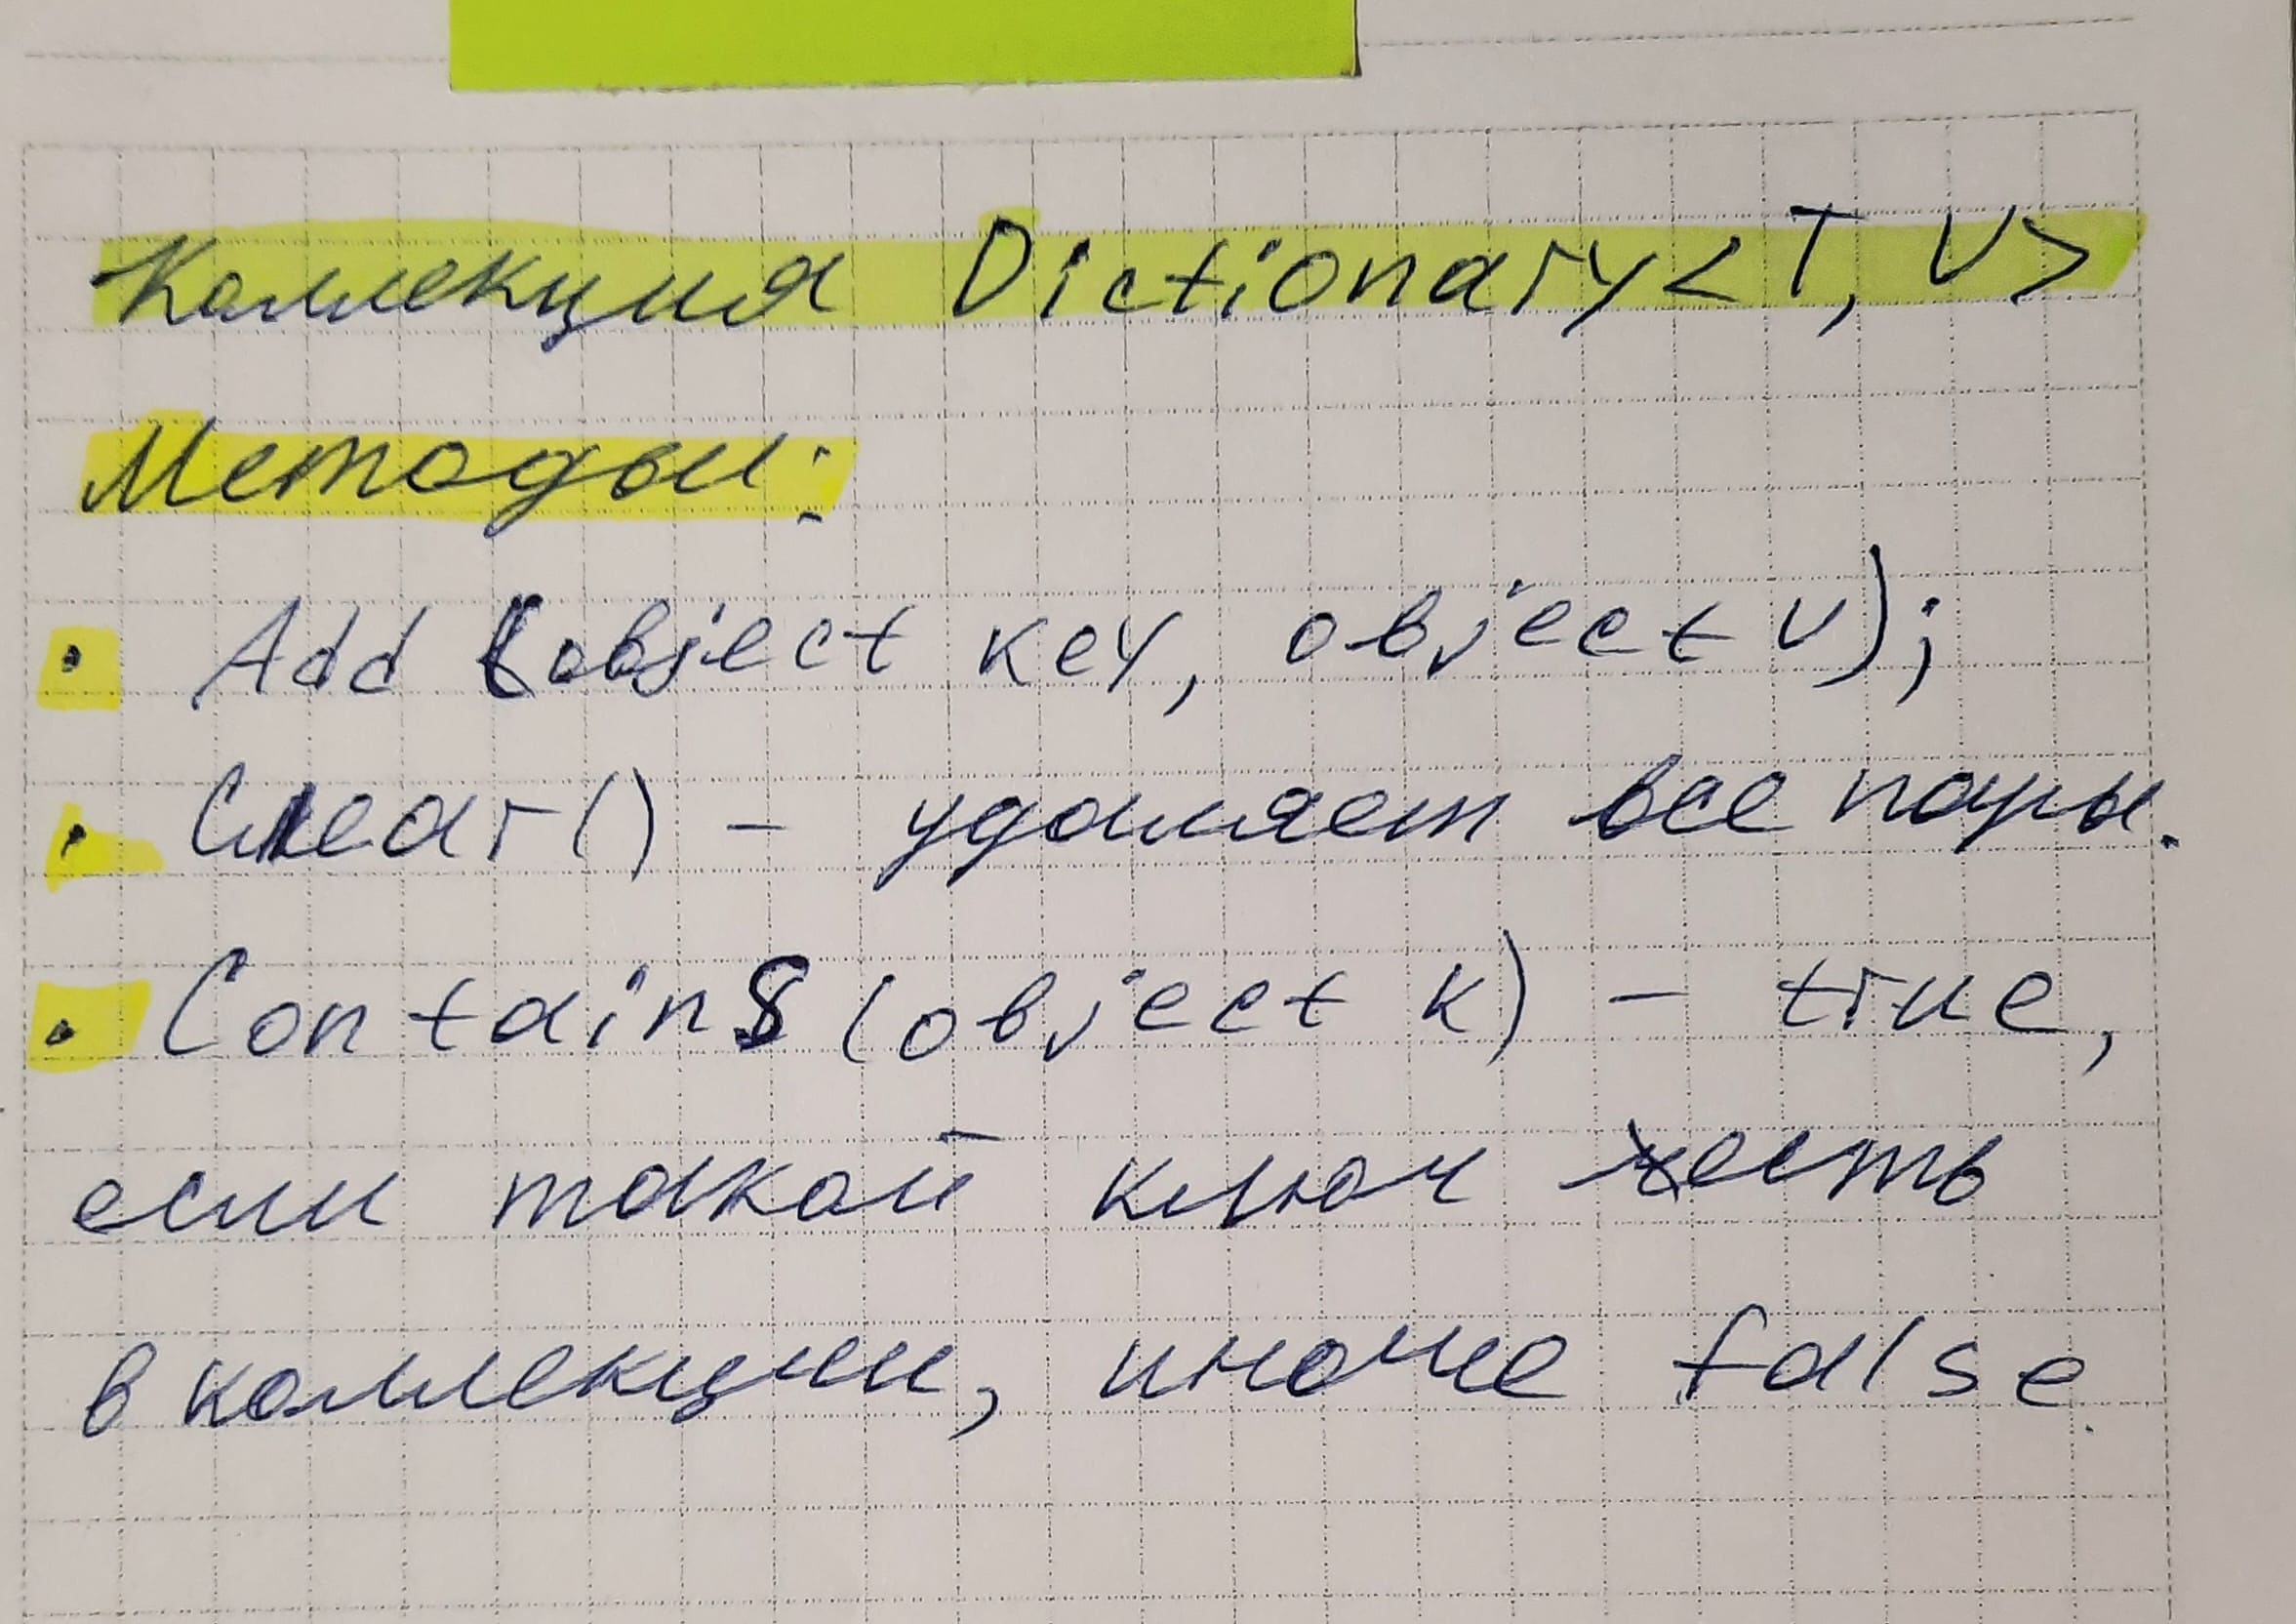 Коллекция Dictionary<T, V>
Методы:
• Add (object key, object v);
• Clear() - удаляет все пары.
• Contains (object k) - true,
если такой ключ есть
в коллекции, иначе false.